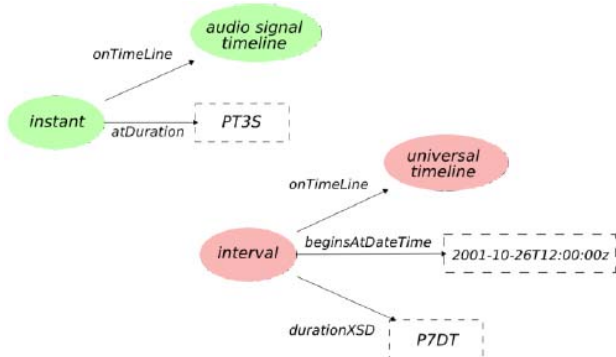 audio signal
timeline
onTimeLine
instant
PT3S
atDuration
universal
timeline
onTimeLine
beginsAtDateTime
interval
2001-10-26T12:00:00z
durationXSD
P7DT